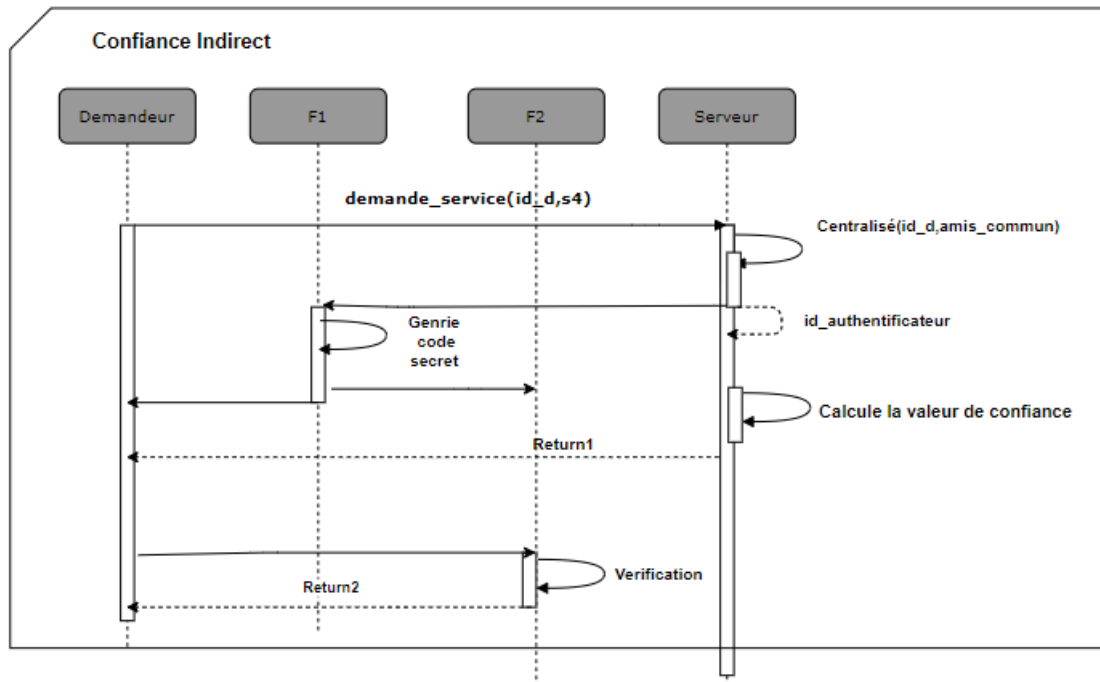 Confiance Indirect
Demandeur
F1
F2
Serveur
demande_service(id_d,s4)
Centralisé(id_d,amis_commun)
id_authentificateur
Genrie
code
secret
Calcule la valeur de confiance
Return1
Verification
Return2